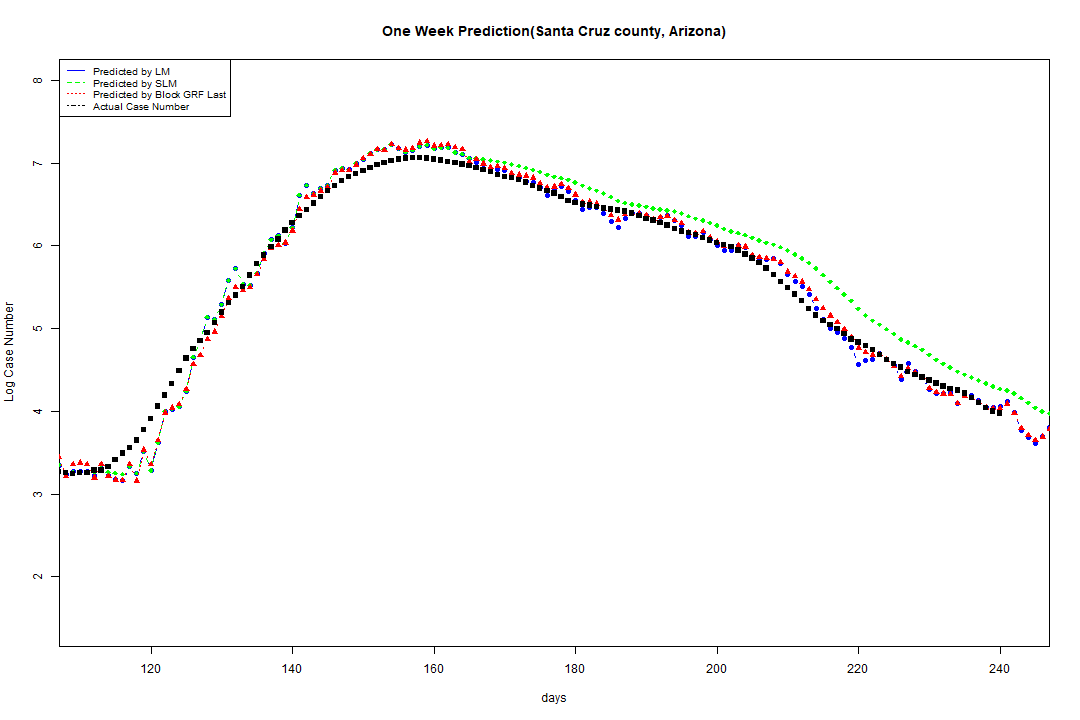 One Week Prediction(Santa Cruz county, Arizona)
Predicted by LM
Predicted by SLM
Predicted by Block GRF Last
Actual Case Number
8
7
6
5
4
3
2
Log Case Number
120 140 160 180 200 220 240
days